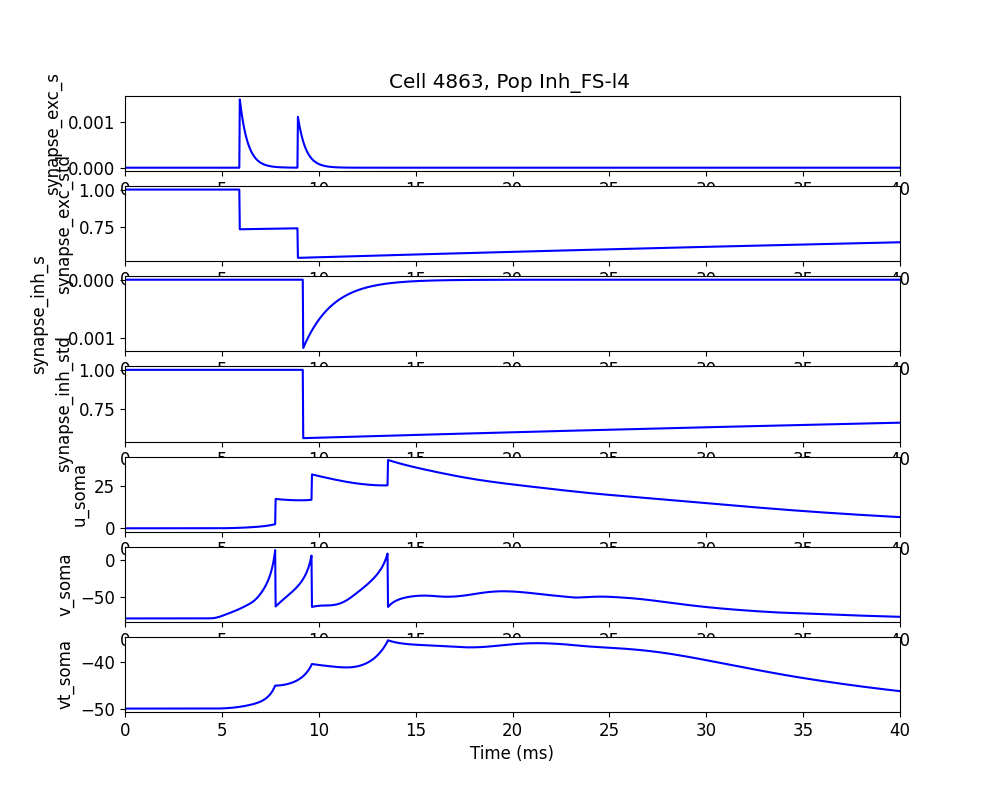 Cell 4863, Pop Inh_FS-l4
synapse_exc_s
0.001
0.000
0 5 10 15 20 25 30 35 40
synapse_exc_std
1.00
0.75
0 5 10 15 20 25 30 35 40
synapse_inh_s
0.000
0.001
0 5 10 15 20 25 30 35 40
synapse_inh_std
1.00
0.75
0 5 10 15 20 25 30 35 40
u_soma
25
0
0 5 10 15 20 25 30 35 40
v_soma
0
−50
0 5 10 15 20 25 30 35 40
vt_soma
−40
−50
0 5 10 15 20 25 30 35 40
Time (ms)